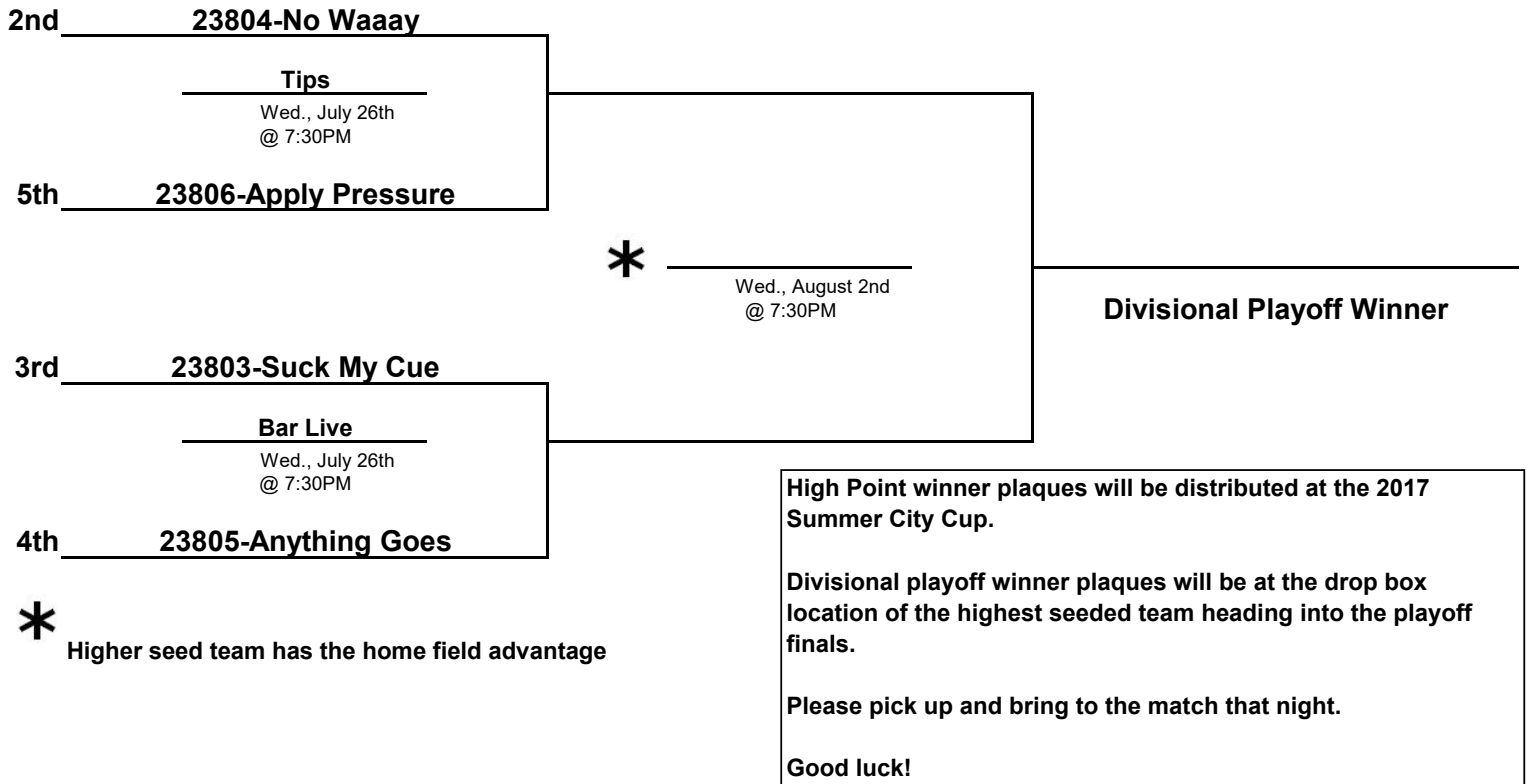 2nd 23804-No Waaay
Tips
Wed., July 26th
@ 7:30PM
5th 23806-Apply Pressure
* 
Wed., August 2nd
@ 7:30PM
Divisional Playoff Winner
3rd 23803-Suck My Cue
Bar Live
Wed., July 26th
@ 7:30PM
4th 23805-Anything Goes
* Higher seed team has the home field advantage
High Point winner plaques will be distributed at the 2017
Summer City Cup.
Divisional playoff winner plaques will be at the drop box
location of the highest seeded team heading into the playoff
finals.
Please pick up and bring to the match that night.
Good luck!